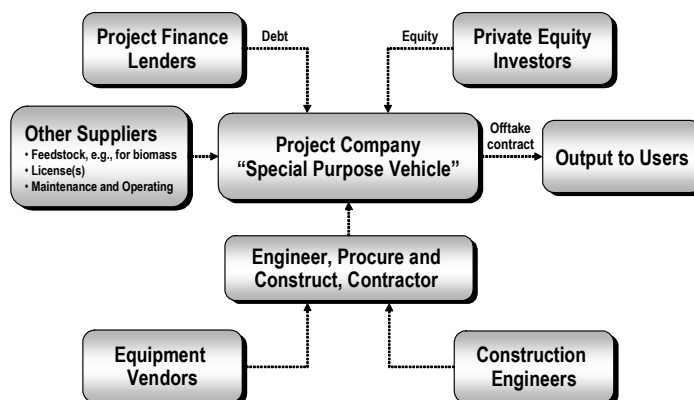 Project Finance
Lenders
Debt
Equity
Private Equity
Investors
Other Suppliers
• Feedstock, e.g., for biomass
• License(s)
• Maintenance and Operating
Project Company
“Special Purpose Vehicle”
Offtake
contract
Output to Users
Engineer, Procure and
Construct, Contractor
Equipment
Vendors
Construction
Engineers